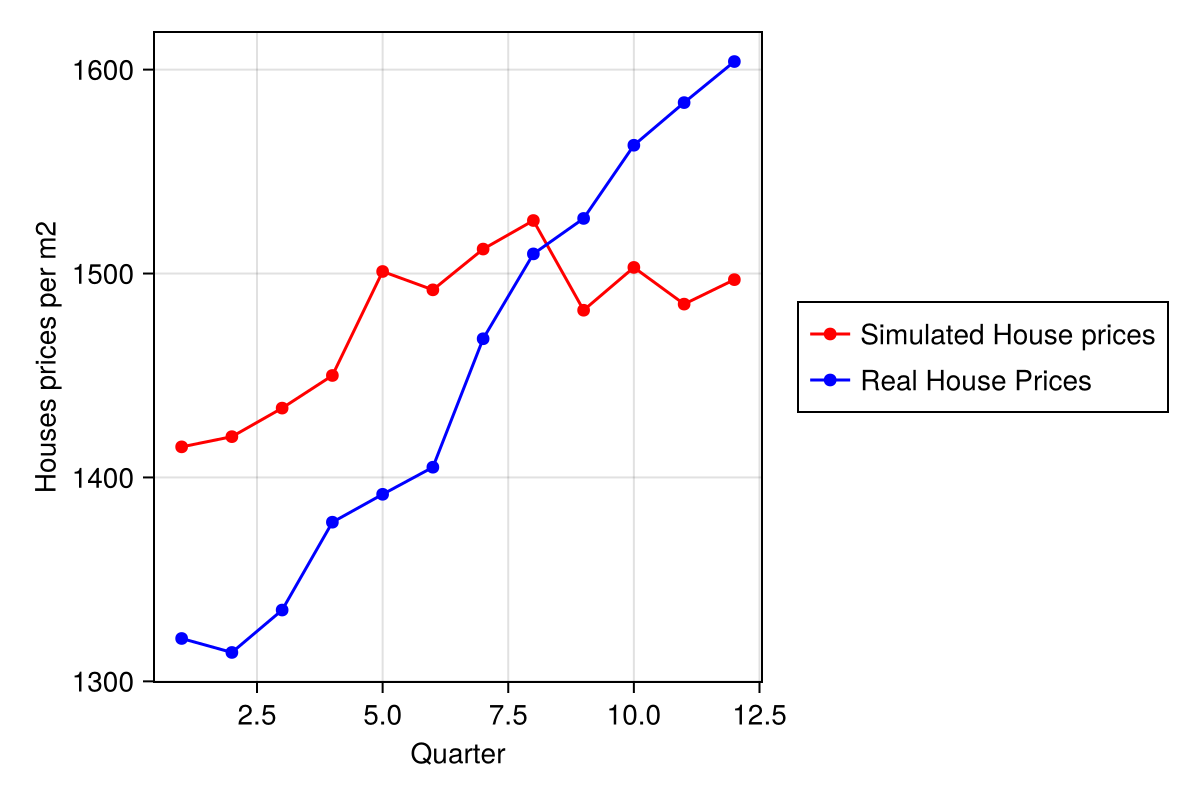 Houses prices per m2
1600
1500
1400
1300
2.5 5.0 7.5 10.0 12.5
Quarter
Simulated House prices
Real House Prices